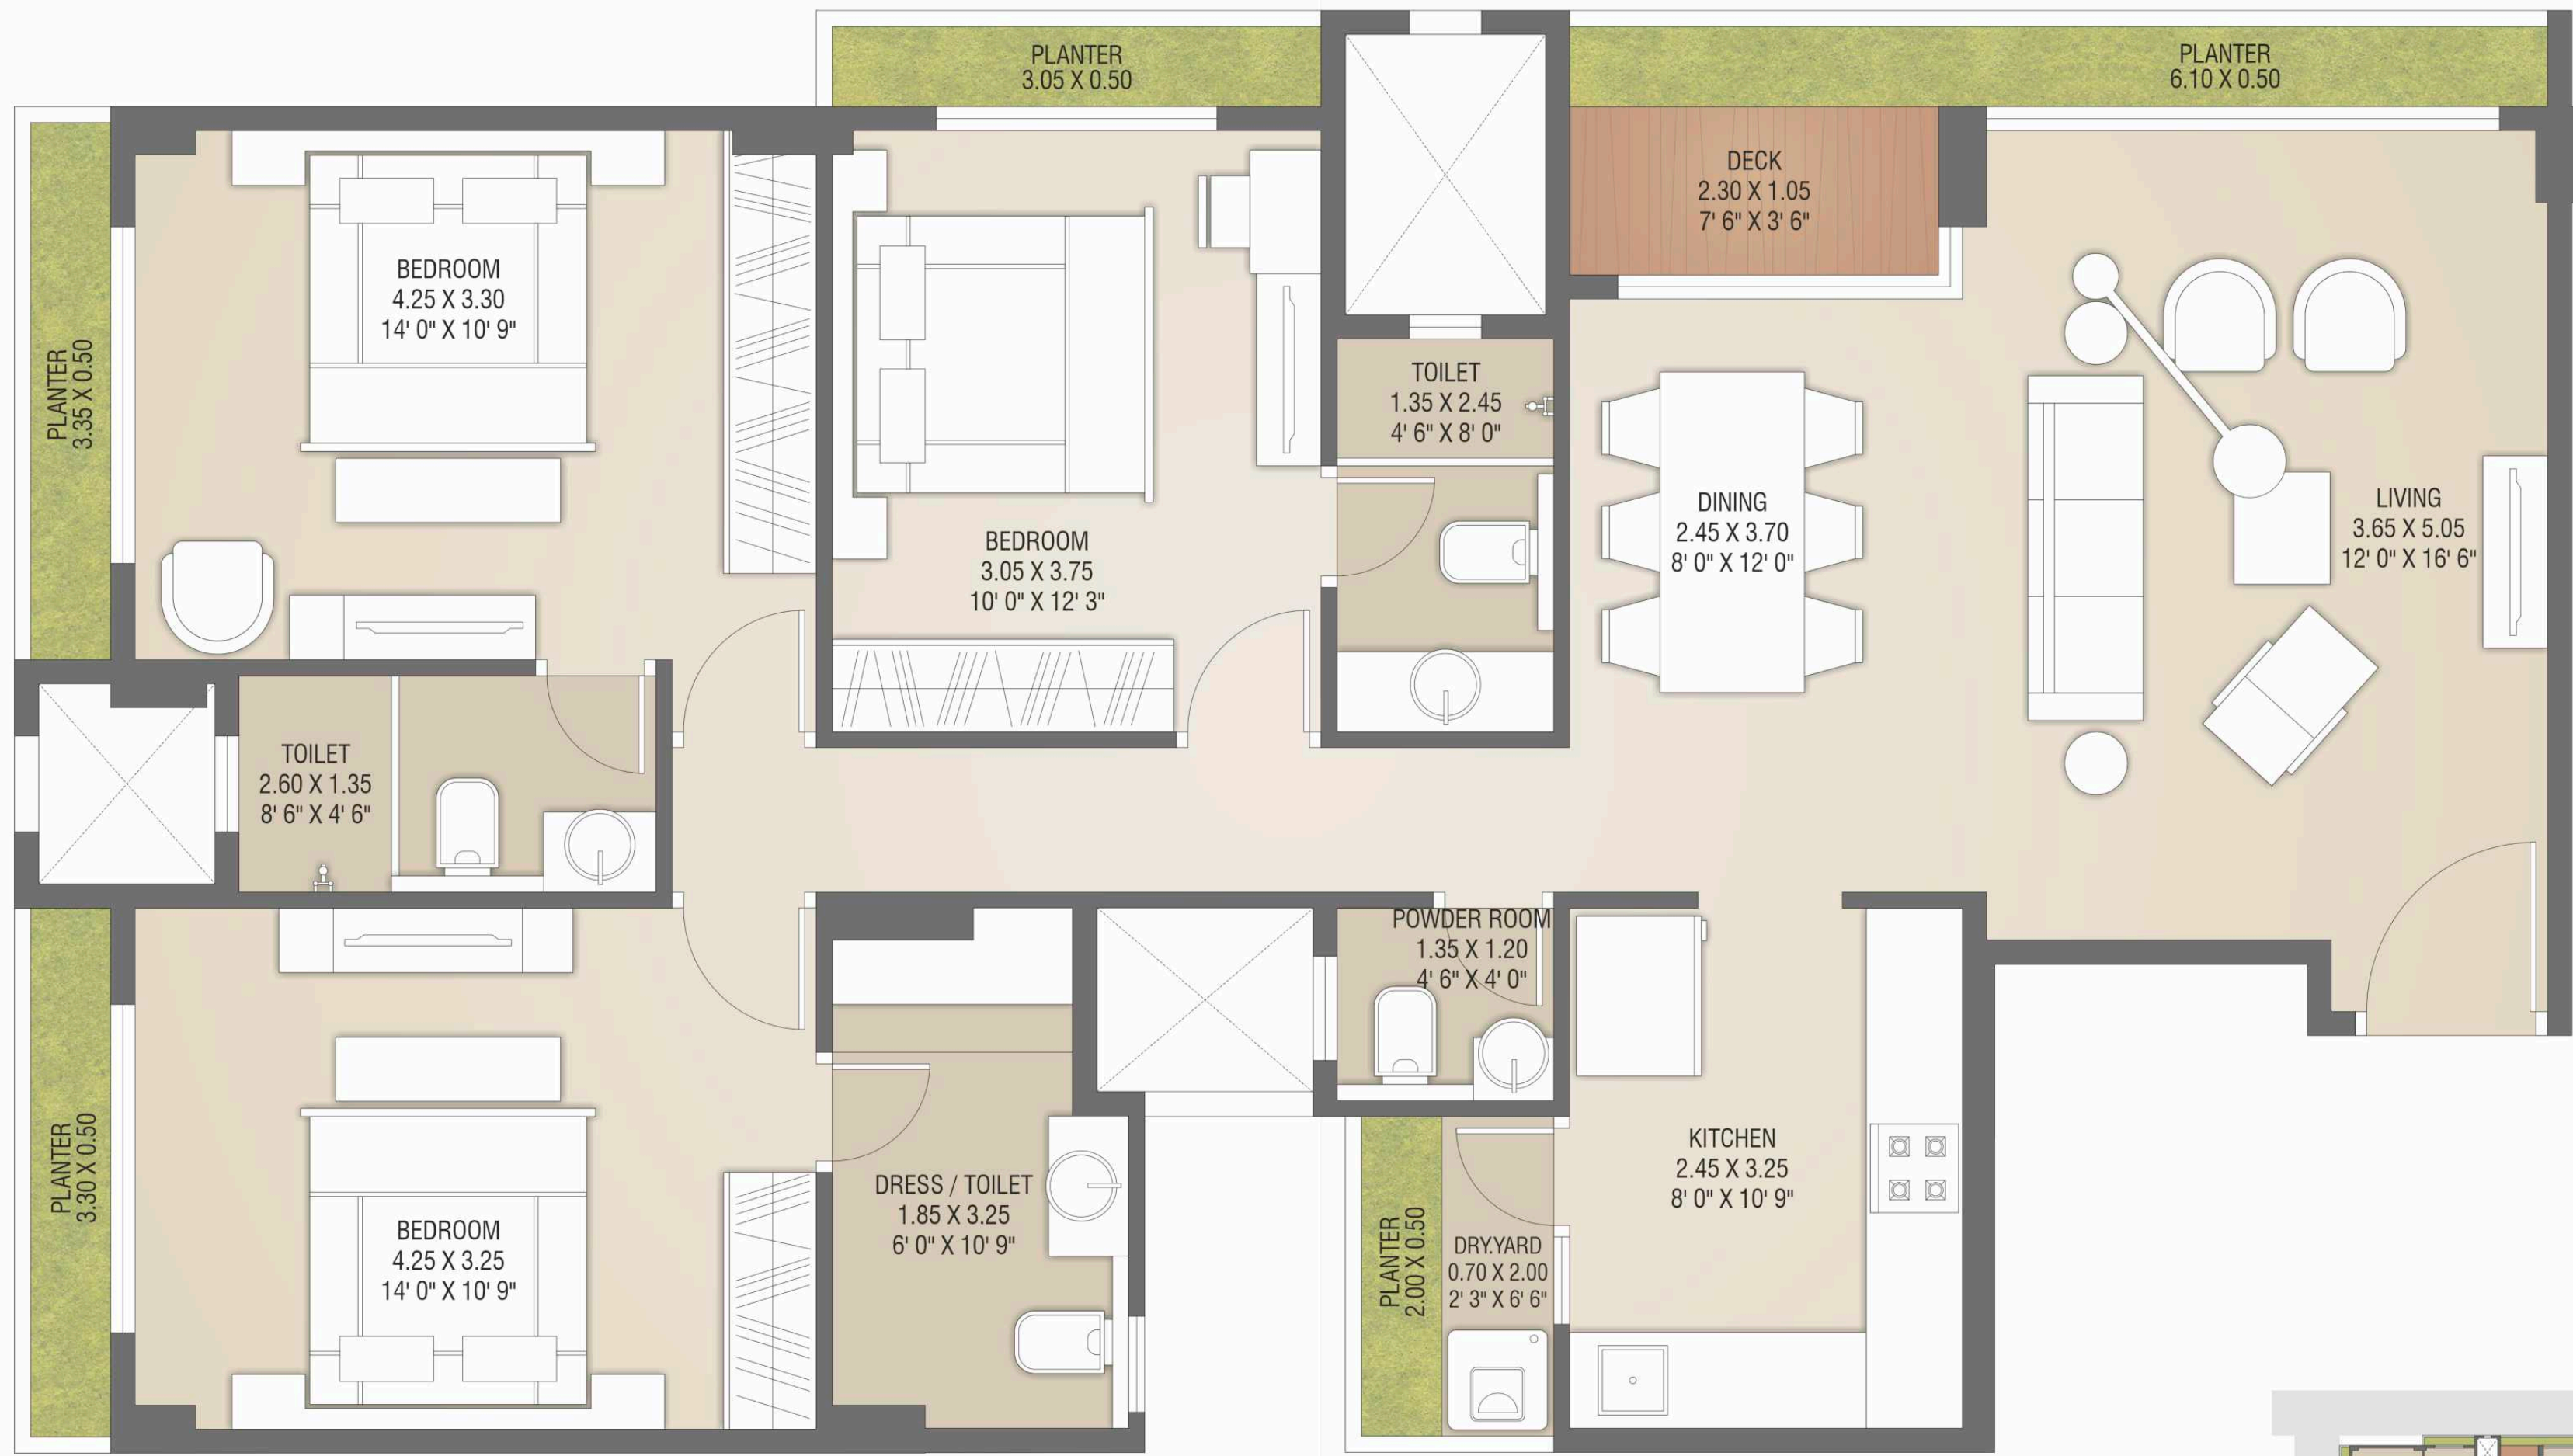 PLANTER
3.05 X 0.50
PLANTER
6.10 X 0.50
DECK
2.30 X 1.05
7' 6" X 3' 6"
BEDROOM
4.25 X 3.30
14' 0" X 10' 9"
PLANTER
3.35 X 0.50
TOILET
1.35 X 2.45
4' 6" X 8' 0"
BEDROOM
3.05 X 3.75
10' 0" X 12' 3"
DINING
2.45 X 3.70
8' 0" X 12' 0"
LIVING
3.65 X 5.05
12' 0" X 16' 6"
TOILET
2.60 X 1.35
8' 6" X 4' 6"
POWDER ROOM
1.35 X 1.20
4' 6" X 4' 0"
PLANTER
3.30 X 0.50
BEDROOM
4.25 X 3.25
14' 0" X 10' 9"
DRESS / TOILET
1.85 X 3.25
6' 0" X 10' 9"
KITCHEN
2.45 X 3.25
8' 0" X 10' 9"
PLANTER
2.00 X 0.50
DRY.YARD
0.70 X 2.00
2' 3" X 6' 6"